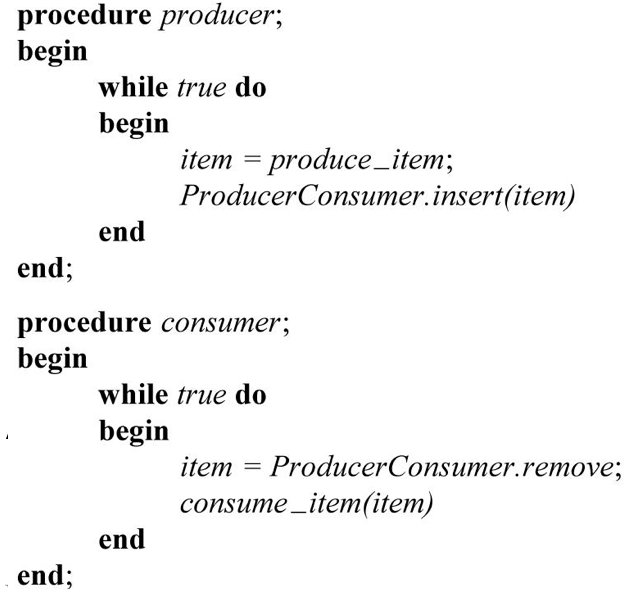 procedure producer;
begin
while true do
begin
item = produce_item;
ProducerConsumer.insert(item)
end
end;
procedure consumer;
begin
while true do
begin
item = ProducerConsumer.remove;
consume_item(item)
end
end;